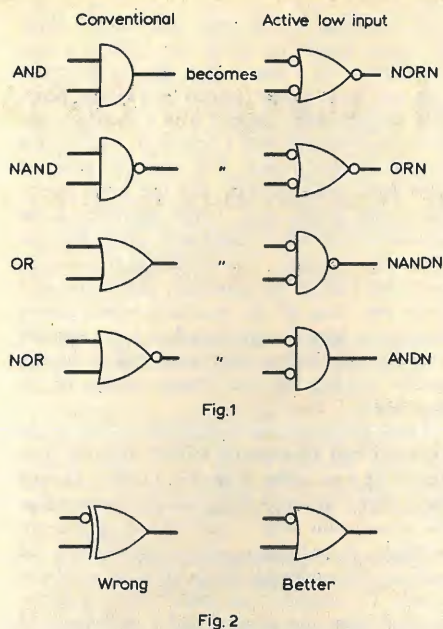 Conventional Active low input
AND becomes NORN
NAND " ORN
OR " NANDN
NOR " ANDN
Fig.1
Wrong Better
Fig. 2